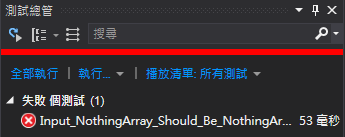 測試總管
搜尋
全部執行 | 執行... | 播放清單: 所有測試
失敗 個測試 (1)
Input_NothingArray_Should_Be_NothingAr... 53 毫秒